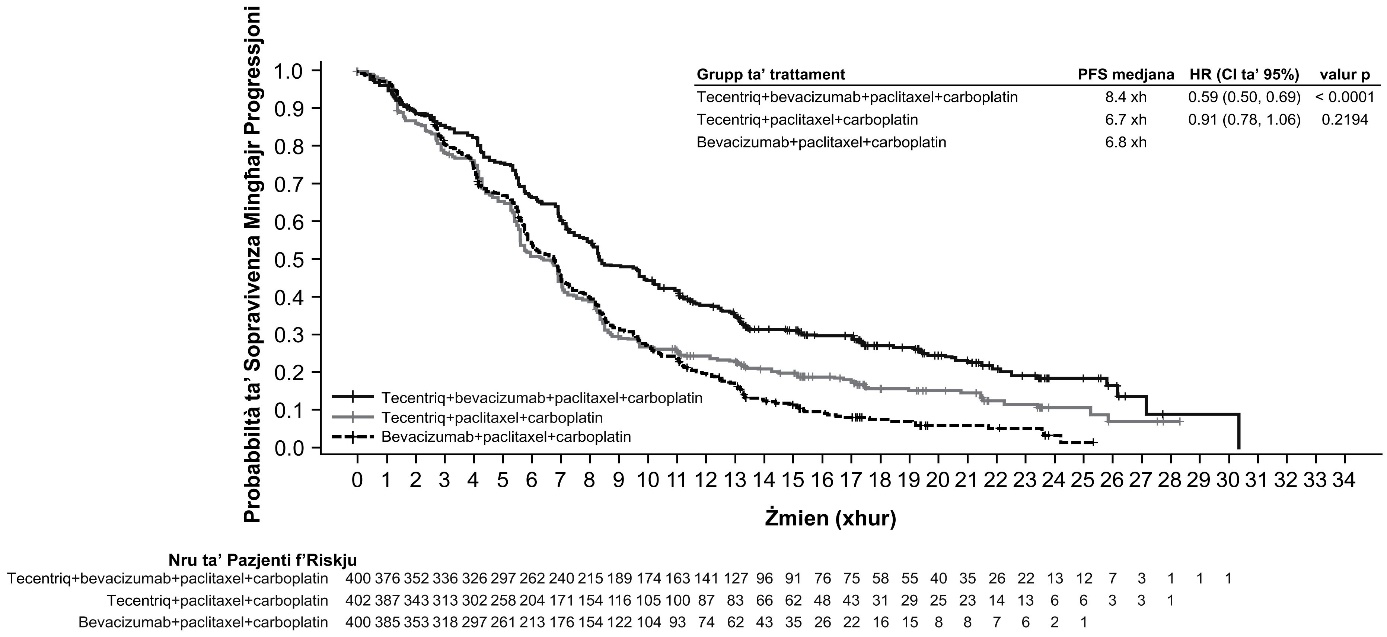 Probabbiltà ta’ Sopravivenza Mingħajr Progressjoni
Grupp ta’ trattament PFS medjana HR (CI ta’ 95%) valur p
Tecentriq+bevacizumab+paclitaxel+carboplatin 8.4 xh 0.59 (0.50, 0.69) < 0.0001
Tecentriq+paclitaxel+carboplatin 6.7 xh 0.91 (0.78, 1.06) 0.2194
Bevacizumab+paclitaxel+carboplatin 6.8 xh
1.0
0.9
0.8
0.7
0.6
0.5
0.4
0.3
0.2
0.1
0.0
Tecentriq+bevacizumab+paclitaxel+carboplatin
Tecentriq+paclitaxel+carboplatin
Bevacizumab+paclitaxel+carboplatin
0 1 2 3 4 5 6 7 8 9 10 11 12 13 14 15 16 17 18 19 20 21 22 23 24 25 26 27 28 29 30 31 32 33 34
Żmien (xhur)
Nru ta’ Pazjenti f’Riskju
Tecentriq+bevacizumab+paclitaxel+carboplatin 400 376 352 336 326 297 262 240 215 189 174 163 141 127 96 91 76 75 58 55 40 35 26 22 13 12 7 3 1 1 1
Tecentriq+paclitaxel+carboplatin 402 387 343 313 302 258 204 171 154 116 105 100 87 83 66 62 48 43 31 29 25 23 14 13 6 6 3 3 1
Bevacizumab+paclitaxel+carboplatin 400 385 353 318 297 261 213 176 154 122 104 93 74 62 43 35 26 22 16 15 8 8 7 6 2 1